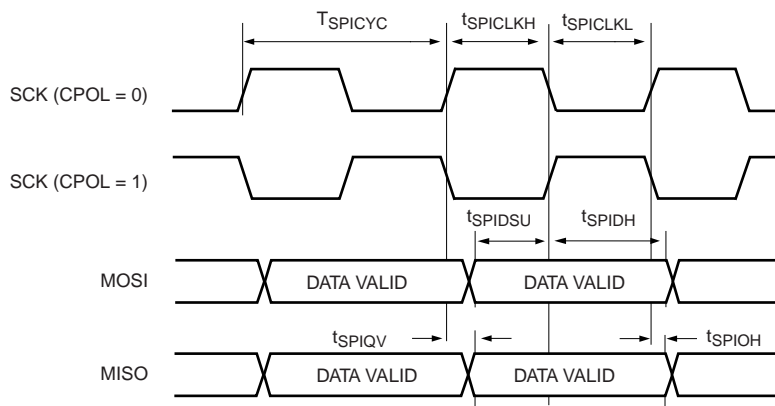 TSPICYC tSPICLKH tSPICLKL
SCK (CPOL = 0)
SCK (CPOL = 1)
tSPIDSU tSPIDH
MOSI DATA VALID DATA VALID
tSPIQV tSPIOH
MISO DATA VALID DATA VALID